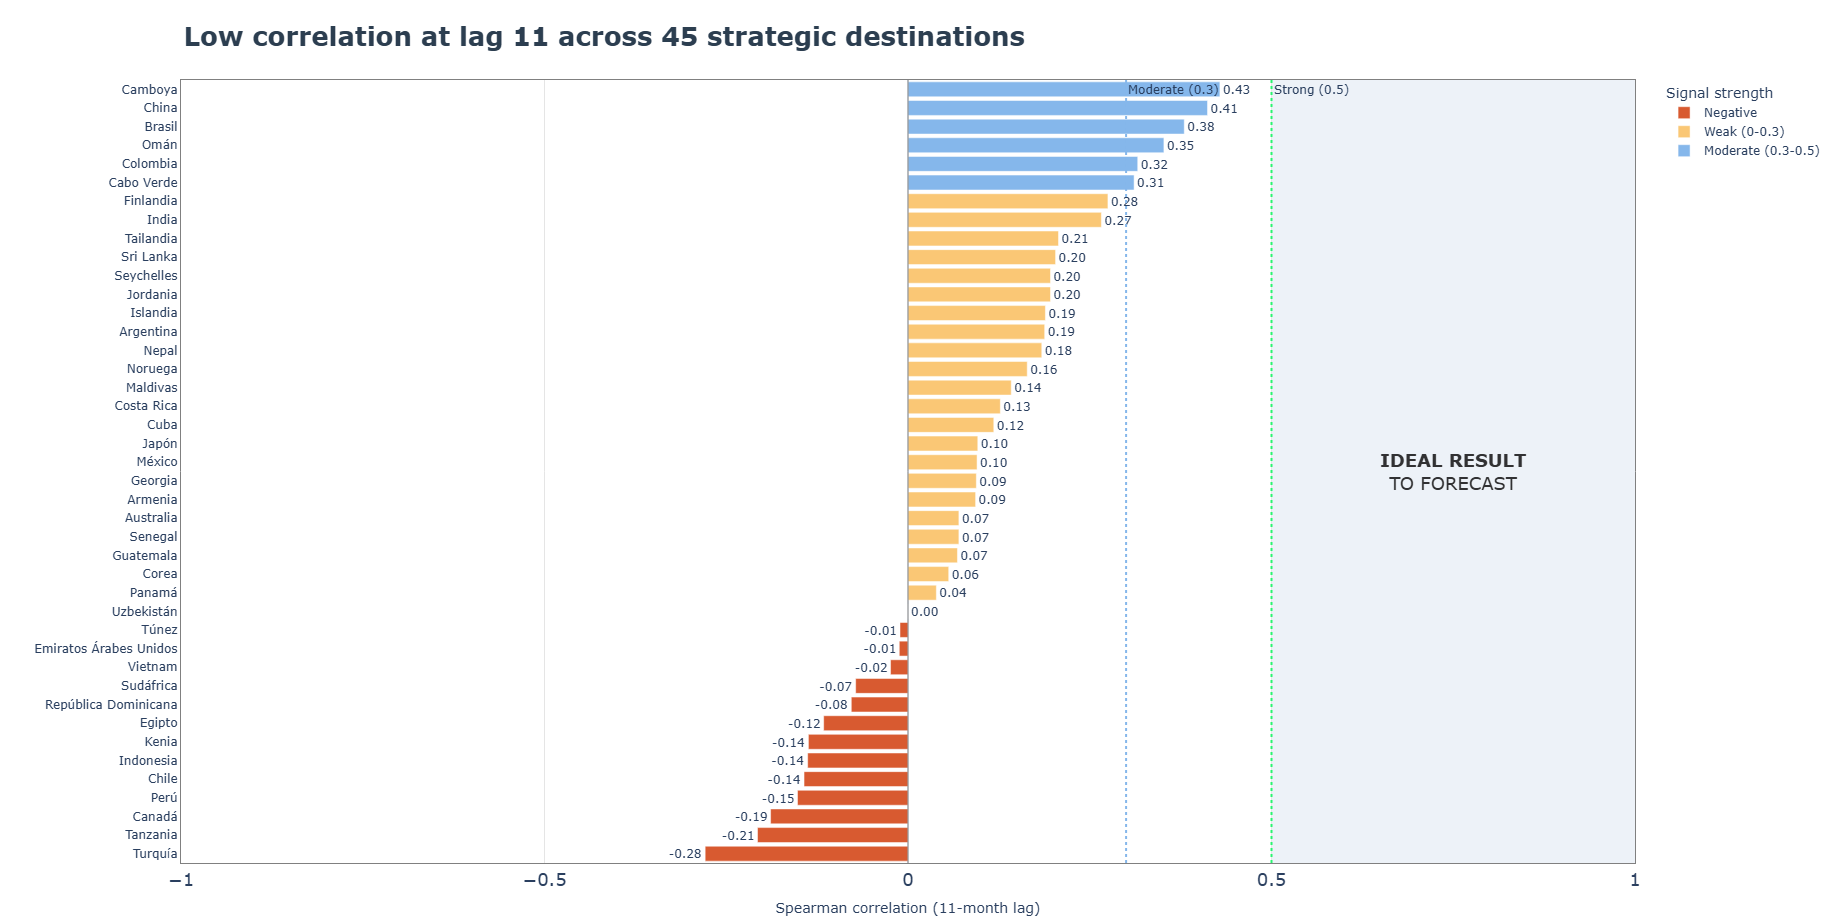 Low correlation at lag 11 across 45 strategic destinations
Camboya Moderate (0.3) 0.43 Strong (0.5)
China 0.41
Brasil 0.38
Omán 0.35
Colombia 0.32
Cabo Verde 0.31
Finlandia 0.28
India 0.27
Tailandia 0.21
Sri Lanka 0.20
Seychelles 0.20
Jordania 0.20
Islandia 0.19
Argentina 0.19
Nepal 0.18
Noruega 0.16
Maldivas 0.14
Costa Rica 0.13
Cuba 0.12
Japón 0.10
México 0.10
Georgia 0.09
Armenia 0.09
Australia 0.07
Senegal 0.07
Guatemala 0.07
Corea 0.06
Panamá 0.04
Uzbekistán 0.00
Túnez -0.01
Emiratos Árabes Unidos -0.01
Vietnam -0.02
Sudáfrica -0.07
República Dominicana -0.08
Egipto -0.12
Kenia -0.14
Indonesia -0.14
Chile -0.14
Perú -0.15
Canadá -0.19
Tanzania -0.21
Turquía -0.28
IDEAL RESULT
TO FORECAST
−1 −0.5 0 0.5 1
Spearman correlation (11-month lag)
Signal strength
Negative
Weak (0-0.3)
Moderate (0.3-0.5)